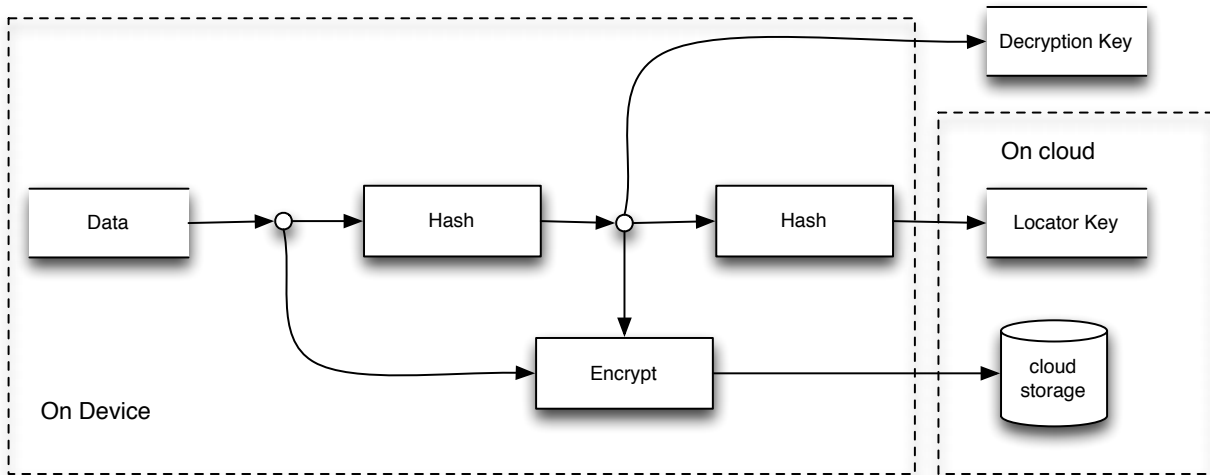 Decryption Key
On cloud
Data
Hash
Hash
Locator Key
Encrypt
cloud
storage
On Device